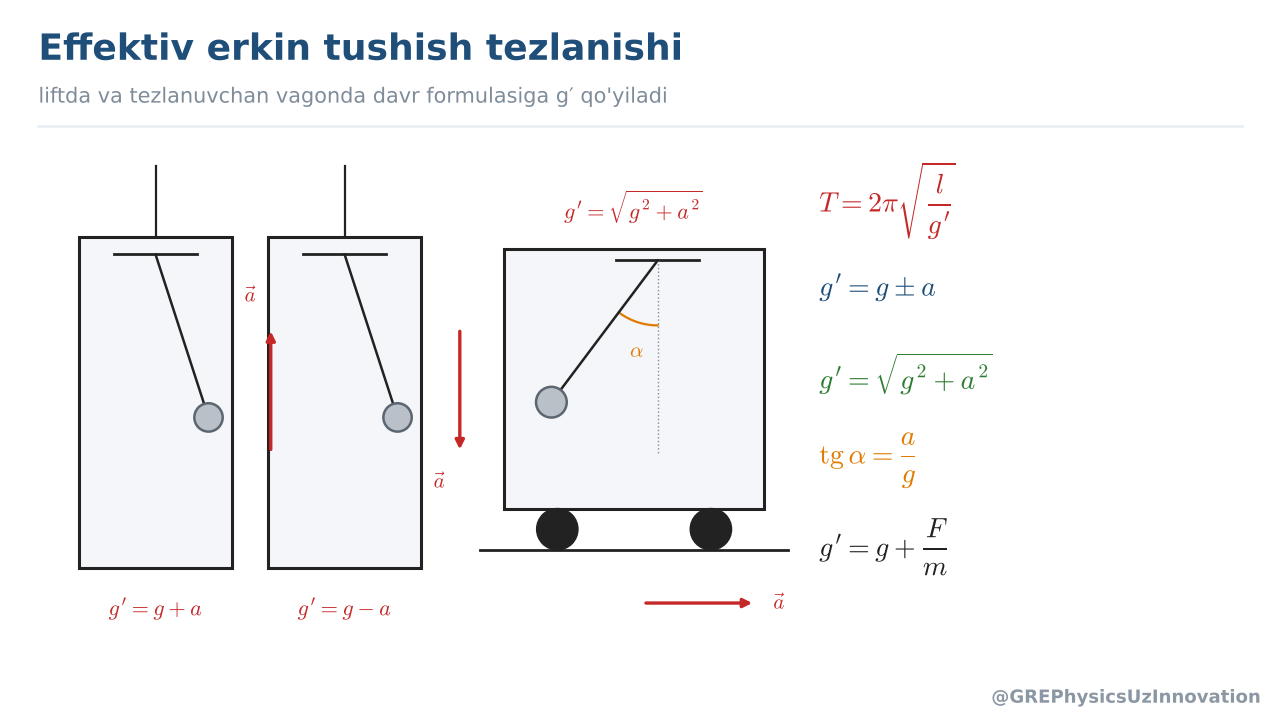 Effektiv erkin tushish tezlanishi
liftda va tezlanuvchan vagonda davr formulasiga g′ qo'yiladi
g′ = √(g² + a²)
T = 2π√(l/g′)
a⃗
g′ = g ± a
α
g′ = √(g² + a²)
tg α = a/g
a⃗
g′ = g + F/m
a⃗
g′ = g + a
g′ = g − a
@GREPhysicsUzInnovation